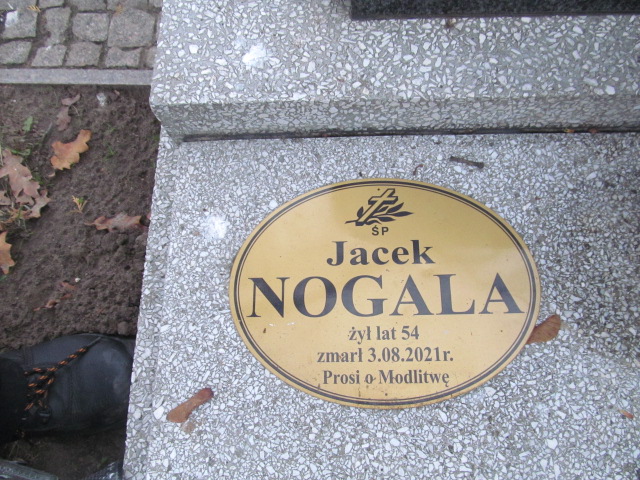 ŚP
Jacek
NOGALA
żył lat 54
zmarł 3.08.2021r.
Prosi o Modlitwę